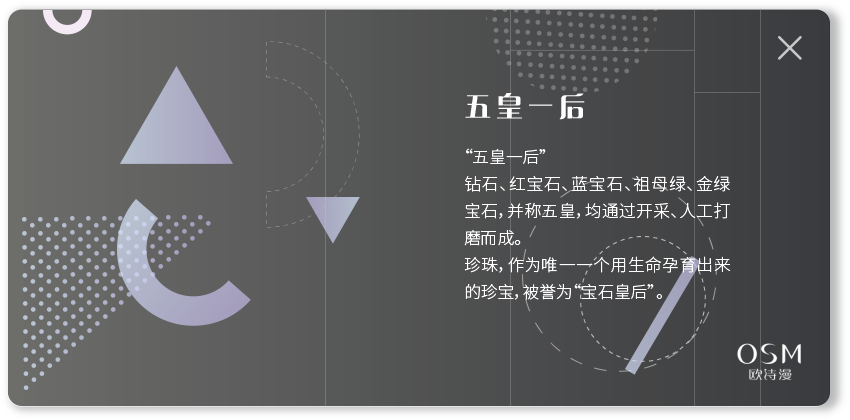 五皇一后
“五皇一后”
钻石、红宝石、蓝宝石、祖母绿、金绿
宝石，并称五皇，均通过开采、人工打
磨而成。
珍珠，作为唯一一个用生命孕育出来
的珍宝，被誉为“宝石皇后”。
OSM
欧诗漫